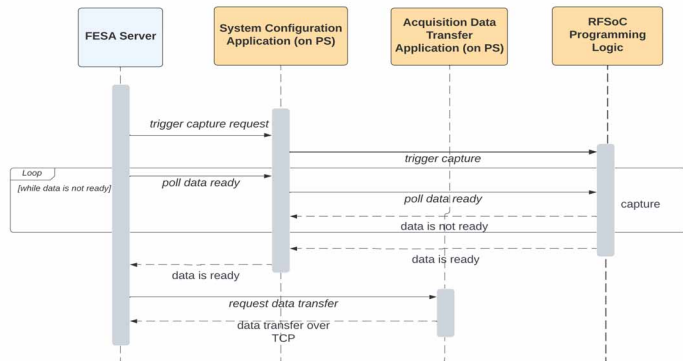 FESA Server
System Configuration
Application (on PS)
Acquisition Data
Transfer
Application (on PS)
RFSoC
Programming
Logic
trigger capture request
trigger capture
Loop
[while data is not ready]
poll data ready
poll data ready
capture
data is not ready
data is ready
data is ready
request data transfer
data transfer over
TCP